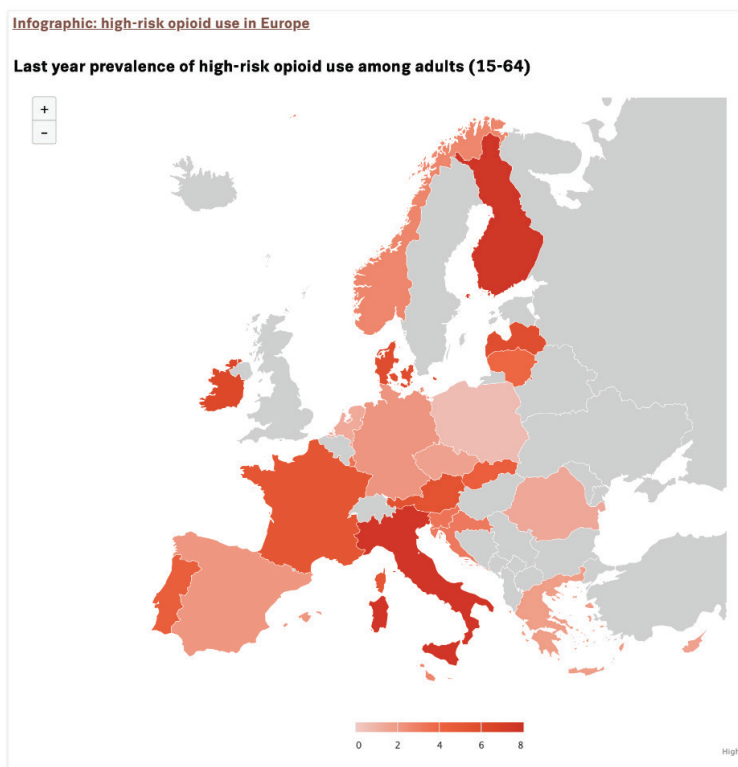 Infographic: high-risk opioid use in Europe
Last year prevalence of high-risk opioid use among adults (15-64)
+
−
0 2 4 6 8
High